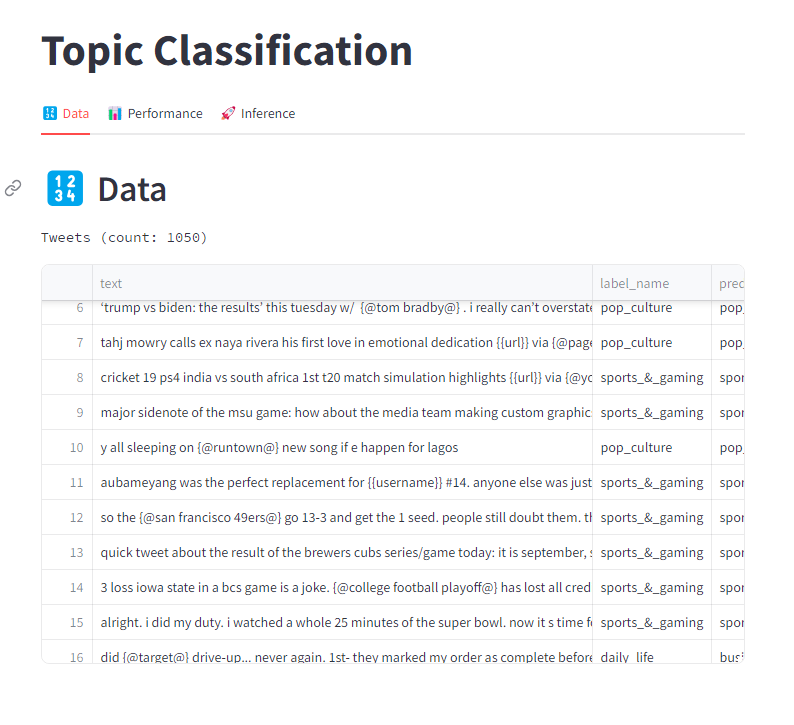 Topic Classification
Data Performance Inference
Data
Tweets (count: 1050)
text label_name
6 ‘trump vs biden: the results’ this tuesday w/ {@tom bradby@} . i really can’t overstate pop_culture pop_
7 tahj mowry calls ex naya rivera his first love in emotional dedication {{url}} via {@page pop_culture pop_
8 cricket 19 ps4 india vs south africa 1st t20 match simulation highlights {{url}} via {@yo sports_&_gaming spor
9 major sidenote of the msu game: how about the media team making custom graphic sports_&_gaming spor
10 y all sleeping on {@runtown@} new song if e happen for lagos pop_culture pop_
11 aubameyang was the perfect replacement for {{username}} #14. anyone else was just sports_&_gaming spor
12 so the {@san francisco 49ers@} go 13-3 and get the 1 seed. people still doubt them. sports_&_gaming spor
13 quick tweet about the result of the brewers cubs series/game today: it is september, sports_&_gaming spor
14 3 loss iowa state in a bcs game is a joke. {@college football playoff@} has lost all cred sports_&_gaming spor
15 alright. i did my duty. i watched a whole 25 minutes of the super bowl. now it s time sports_&_gaming spor
16 did {@target@} drive-up... never again. 1st- they marked my order as complete before daily_life